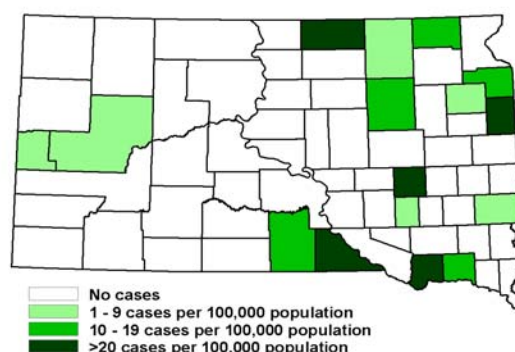 No cases
1 - 9 cases per 100,000 population
10 - 19 cases per 100,000 population
>20 cases per 100,000 population